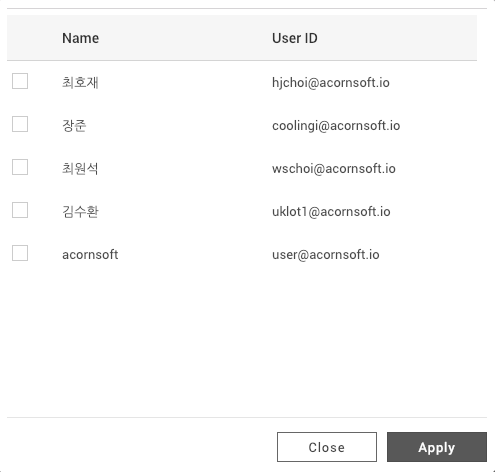 Name User ID
최호재 hjchoi@acornsoft.io
장준 coolingi@acornsoft.io
최원석 wschoi@acornsoft.io
김수환 uklot1@acornsoft.io
acornsoft user@acornsoft.io
Close Apply